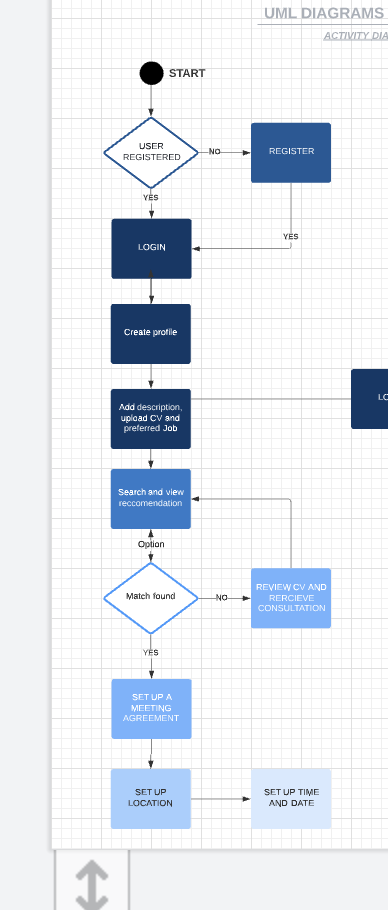 UML DIAGRAMS
ACTIVITY DIA
START
USER
REGISTERED
NO
REGISTER
YES
YES
LOGIN
Create profile
Add description,
upload CV and
preferred Job
LO
Search and view
reccomendation
Option
Match found
NO
REVIEW CV AND
RERCIEVE
CONSULTATION
YES
SET UP A
MEETING
AGREEMENT
SET UP
LOCATION
SET UP TIME
AND DATE